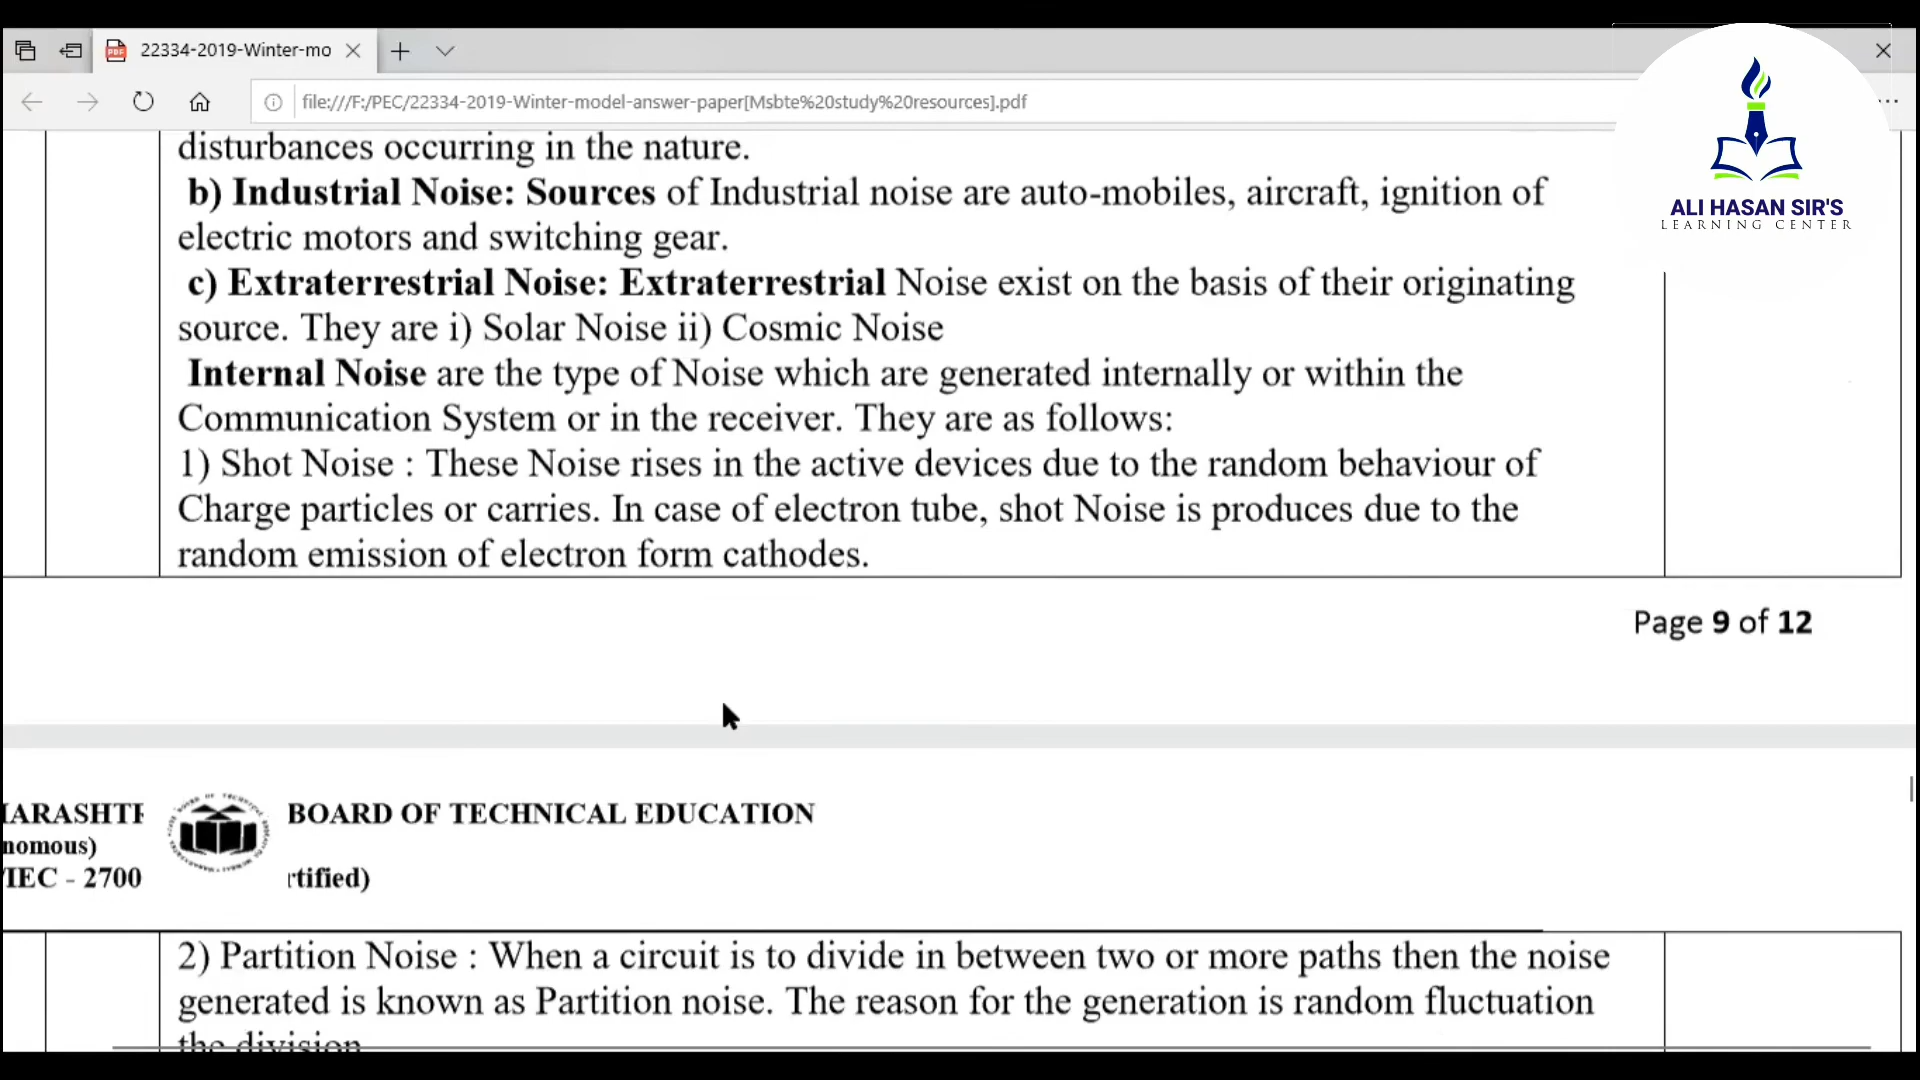 22334-2019-Winter-mo
file:///F:/PEC/22334-2019-Winter-model-answer-paper[Msbte%20study%20resources].pdf
ALI HASAN SIR'S
LEARNING CENTER
disturbances occurring in the nature.
b) Industrial Noise: Sources of Industrial noise are auto-mobiles, aircraft, ignition of
electric motors and switching gear.
c) Extraterrestrial Noise: Extraterrestrial Noise exist on the basis of their originating
source. They are i) Solar Noise ii) Cosmic Noise
Internal Noise are the type of Noise which are generated internally or within the
Communication System or in the receiver. They are as follows:
1) Shot Noise : These Noise rises in the active devices due to the random behaviour of
Charge particles or carries. In case of electron tube, shot Noise is produces due to the
random emission of electron form cathodes.
Page 9 of 12
BOARD OF TECHNICAL EDUCATION
nomous)
IEC - 2700
rtified)
2) Partition Noise : When a circuit is to divide in between two or more paths then the noise
generated is known as Partition noise. The reason for the generation is random fluctuation
the division